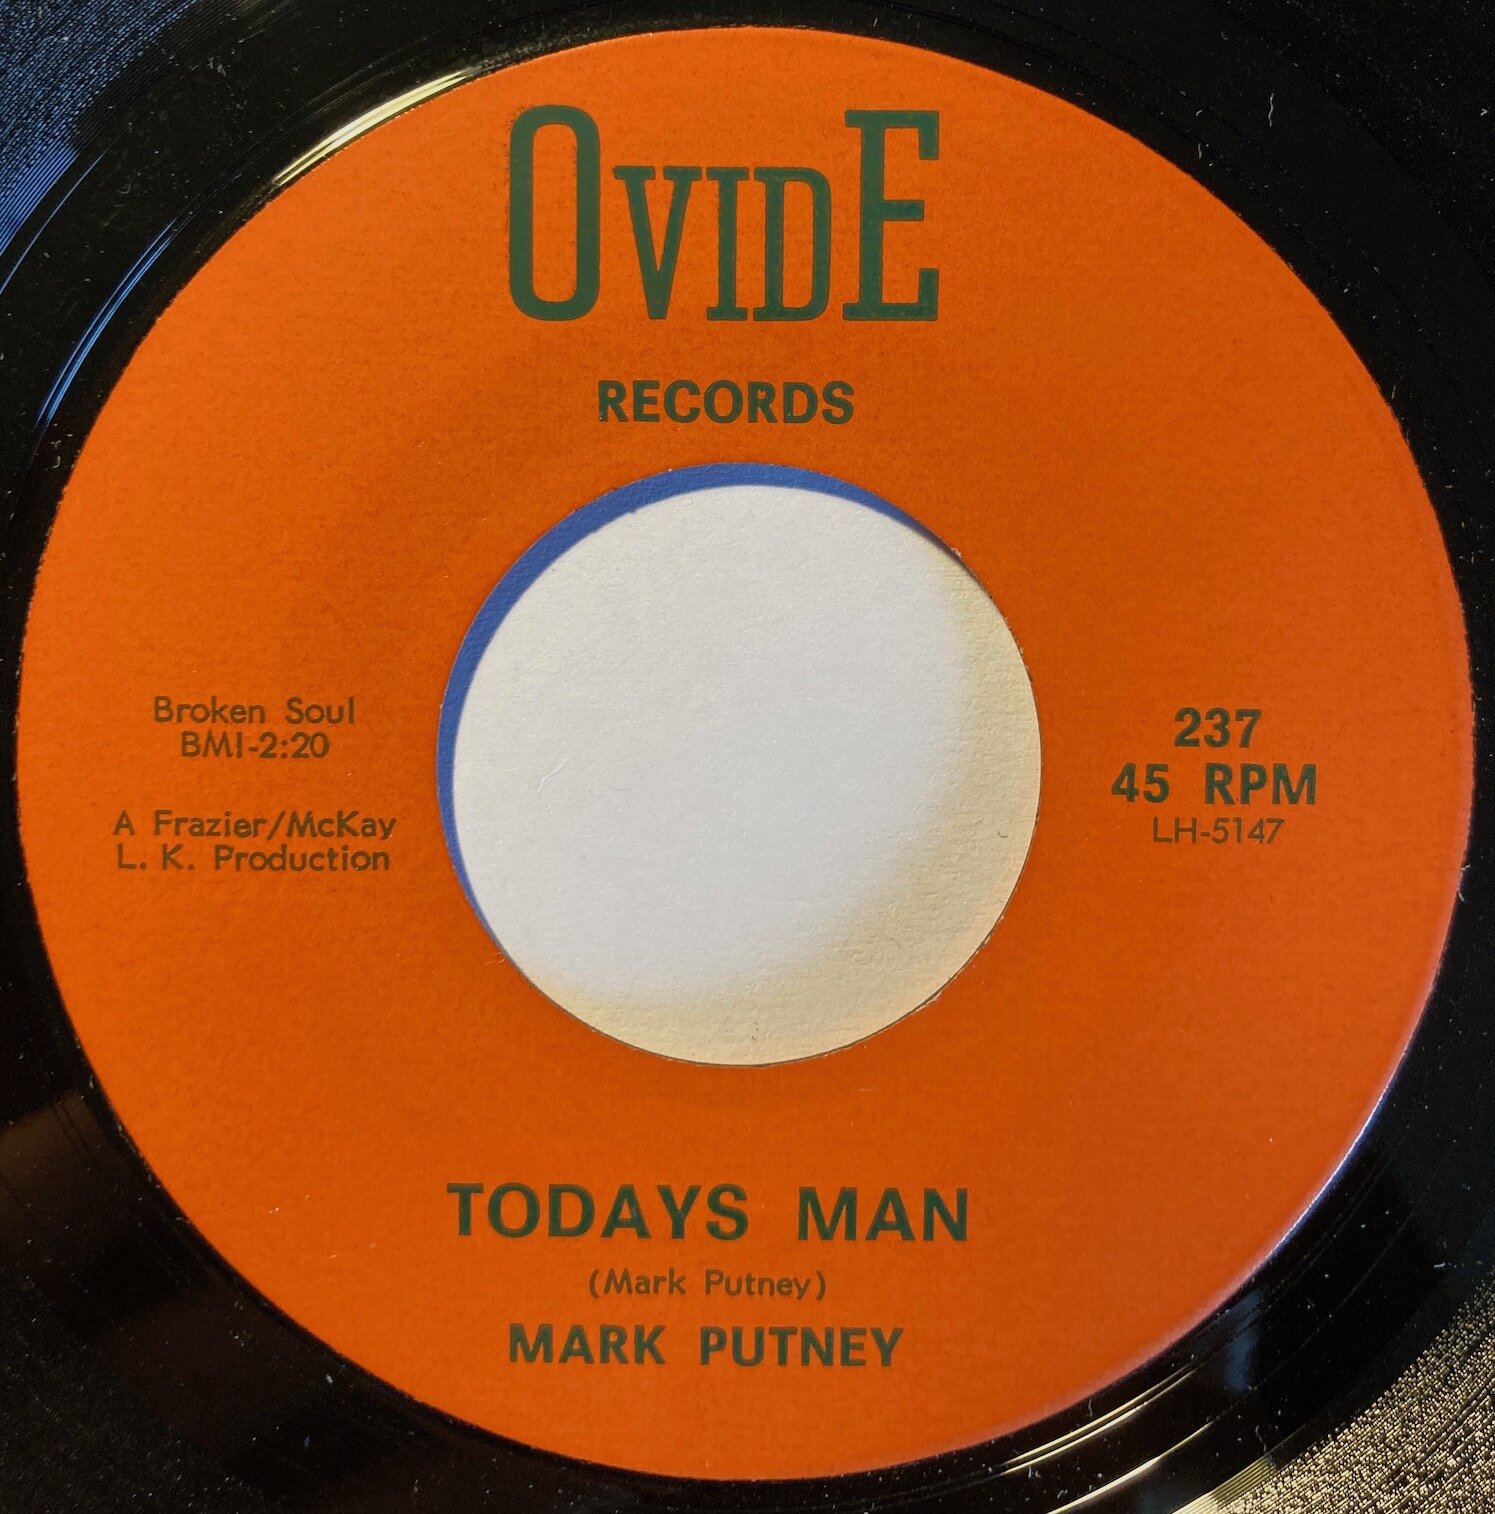 OVIDE
RECORDS
Broken Soul
BMI-2:20
A Frazier/McKay
L. K. Production
237
45 RPM
LH-5147
TODAYS MAN
(Mark Putney)
MARK PUTNEY